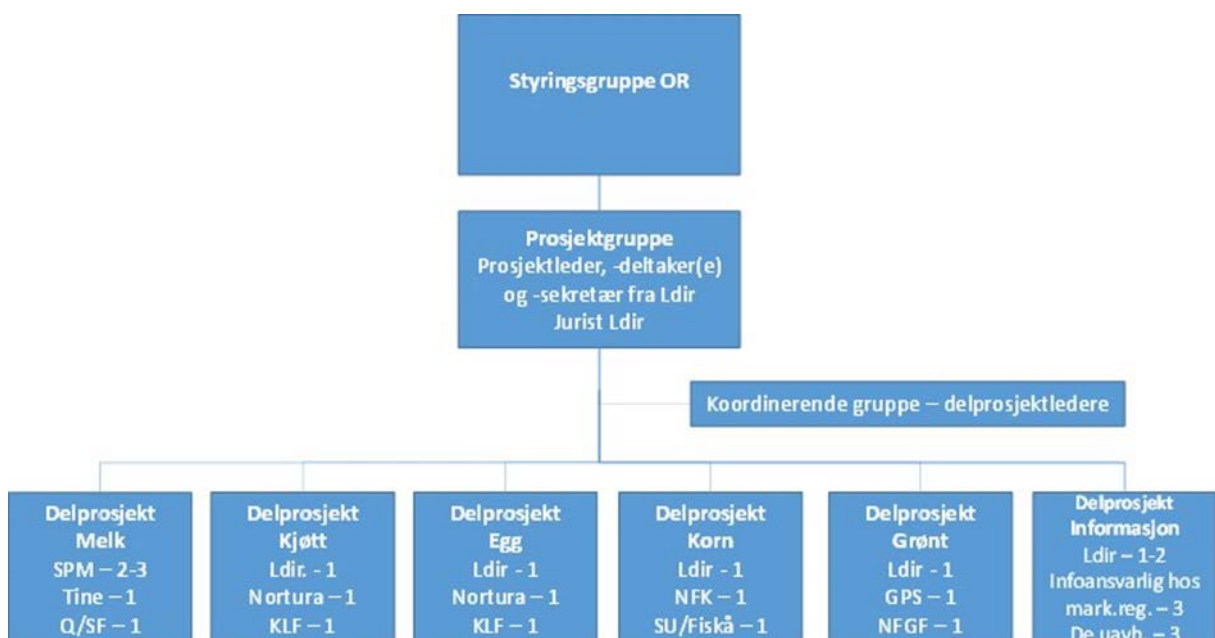 Styringsgruppe OR
Prosjektgruppe
Prosjektleder, -deltaker(e)
og -sekretær fra Ldir
Jurist Ldir
Koordinerende gruppe – delprosjektledere
Delprosjekt
Melk
SPM – 2-3
Tine – 1
Q/SF – 1
Delprosjekt
Kjøtt
Ldir. - 1
Nortura – 1
KLF – 1
Delprosjekt
Egg
Ldir - 1
Nortura – 1
KLF – 1
Delprosjekt
Korn
Ldir - 1
NFK – 1
SU/Fiskå – 1
Delprosjekt
Grønt
Ldir - 1
GPS – 1
NFGF – 1
Delprosjekt
Informasjon
Ldir – 1-2
Infoansvarlig hos
mark.reg. – 3
De uavh. – 3